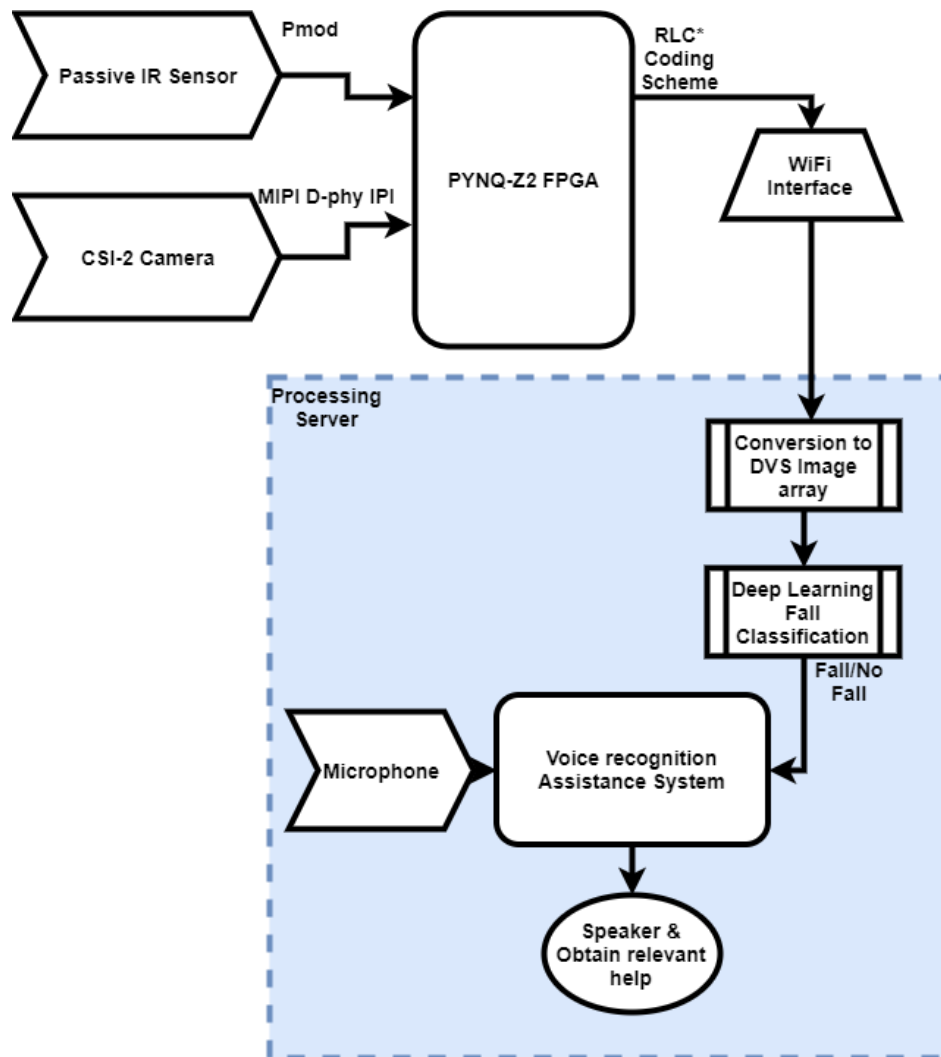 Pmod
Passive IR Sensor
RLC*
Coding
Scheme
PYNQ-Z2 FPGA
WiFi
Interface
MIPI D-phy IPI
CSI-2 Camera
Processing
Server
Conversion to
DVS Image
array
Deep Learning
Fall
Classification
Fall/No
Fall
Microphone
Voice recognition
Assistance System
Speaker &
Obtain relevant
help